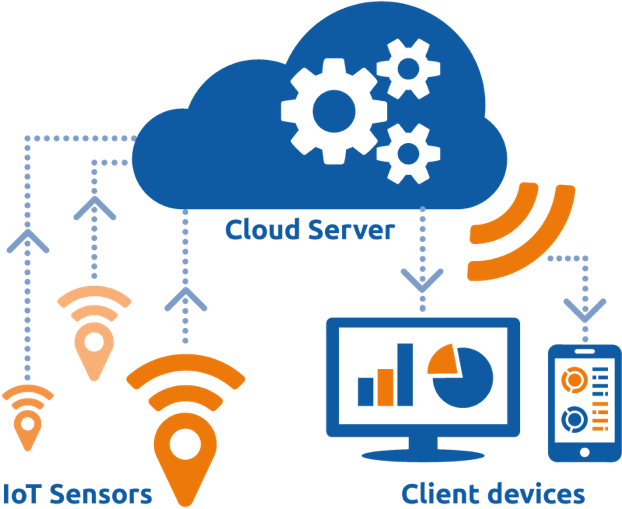 Cloud Server
IoT Sensors
Client devices